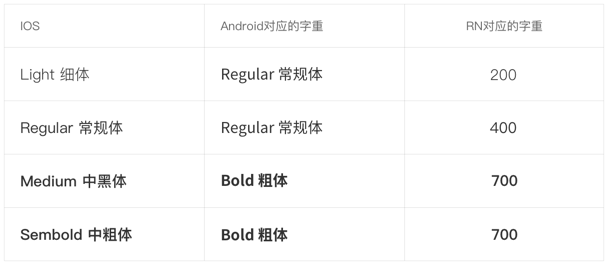 IOS Android对应的字重 RN对应的字重
Light 细体 Regular 常规体 200
Regular 常规体 Regular 常规体 400
Medium 中黑体 Bold 粗体 700
Sembold 中粗体 Bold 粗体 700